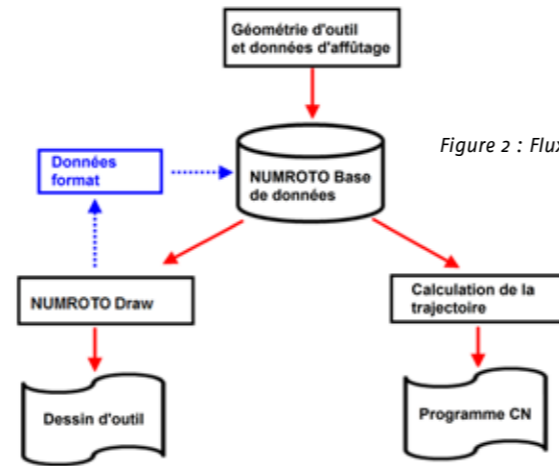 Géométrie d'outil
et données d'affûtage
Figure 2 : Flux
Données
format
NUMROTO Base
de données
NUMROTO Draw
Calculation de la
trajectoire
Dessin d'outil
Programme CN